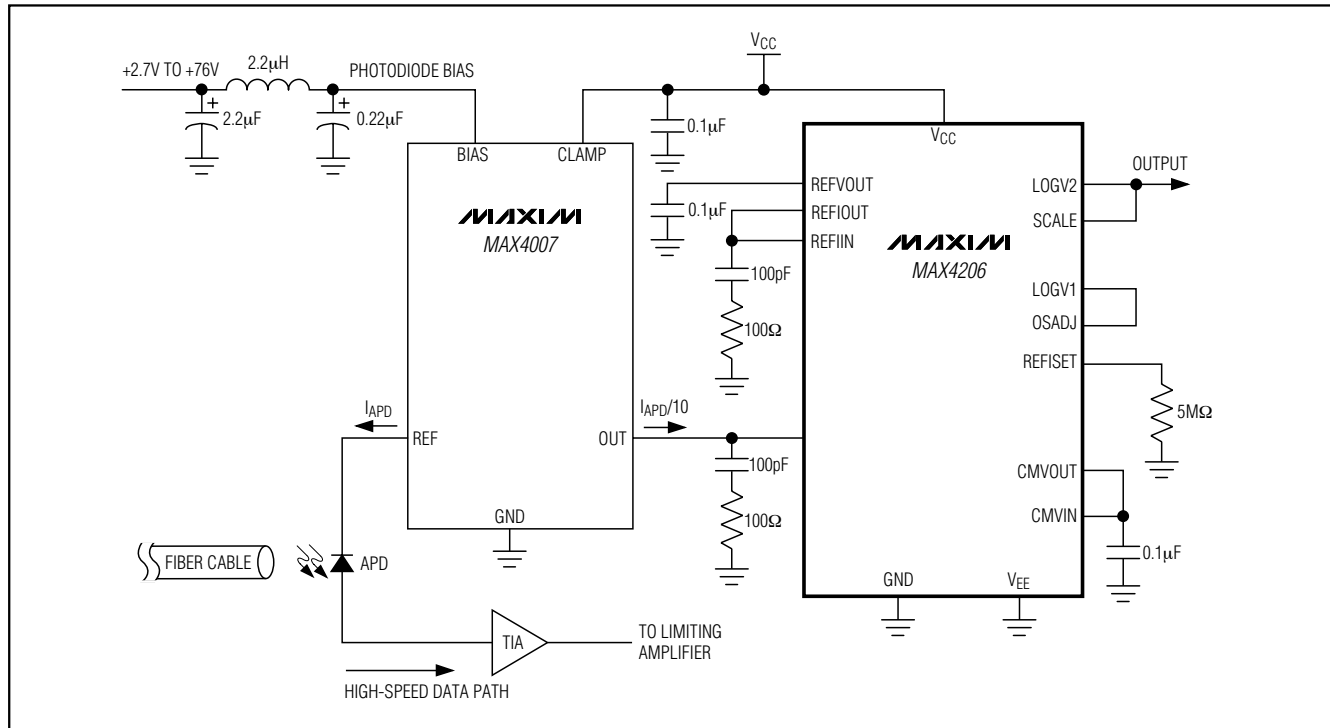 VCC
+2.7V TO +76V
2.2µH
PHOTODIODE BIAS
2.2µF
0.22µF
0.1µF
BIAS
CLAMP
VCC
OUTPUT
REFVOUT
LOGV2
0.1µF
REFIOUT
SCALE
MAXIM
MAX4007
REFIIN
MAXIM
MAX4206
100pF
LOGV1
100Ω
OSADJ
REFISET
IAPD
IAPD/10
5MΩ
REF
OUT
100pF
CMVOUT
100Ω
CMVIN
GND
0.1µF
FIBER CABLE
APD
GND
VEE
TIA
TO LIMITING
AMPLIFIER
HIGH-SPEED DATA PATH